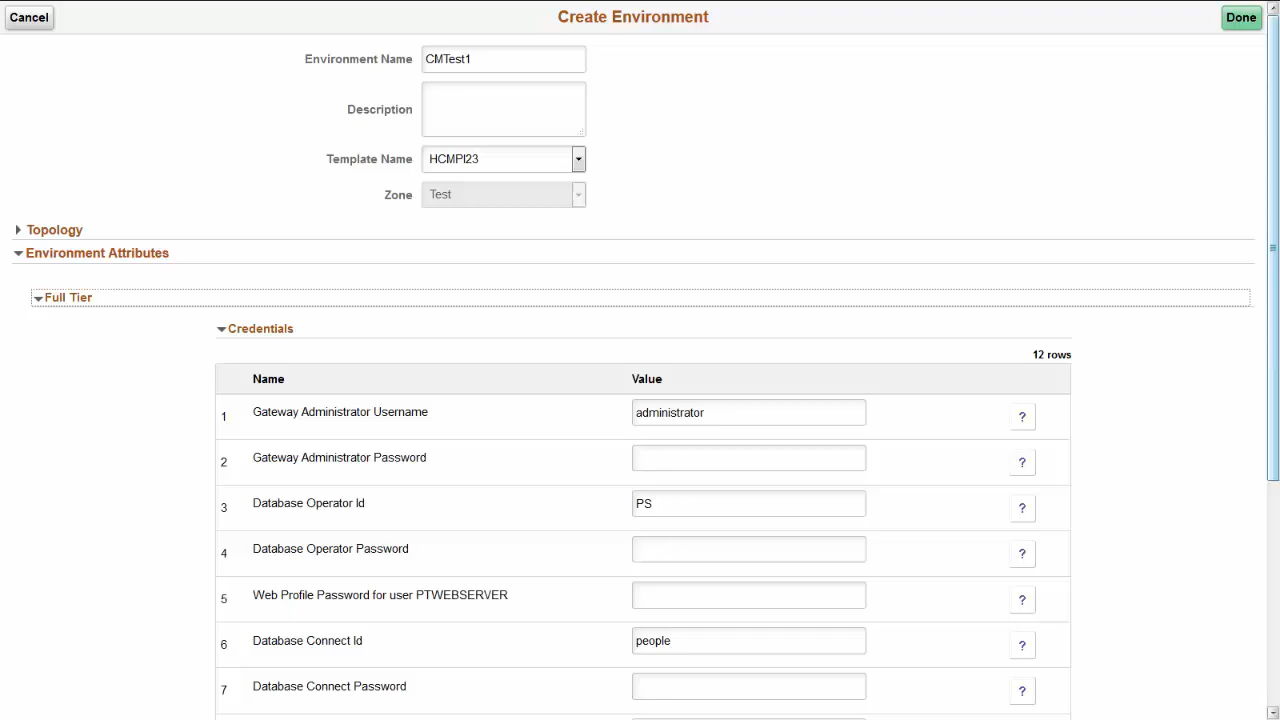 Cancel
Create Environment
Done
Environment Name
CMTest1
Description
Template Name
HCMPI23
Zone
Test
Topology
Environment Attributes
Full Tier
Credentials
12 rows
Name Value
1 Gateway Administrator Username administrator ?
2 Gateway Administrator Password ?
3 Database Operator Id PS ?
4 Database Operator Password ?
5 Web Profile Password for user PTWEBSERVER ?
6 Database Connect Id people ?
7 Database Connect Password ?